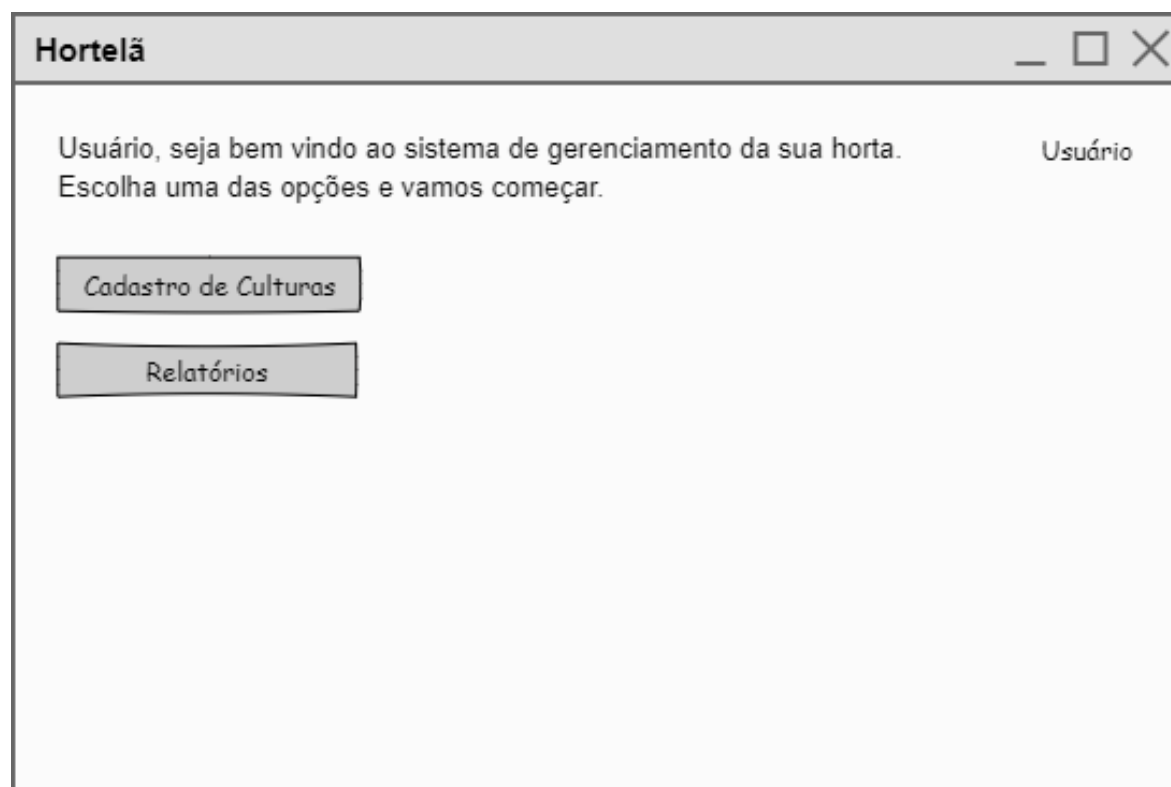 Hortelã
Usuário, seja bem vindo ao sistema de gerenciamento da sua horta.
Escolha uma das opções e vamos começar.
Usuário
Cadastro de Culturas
Relatórios